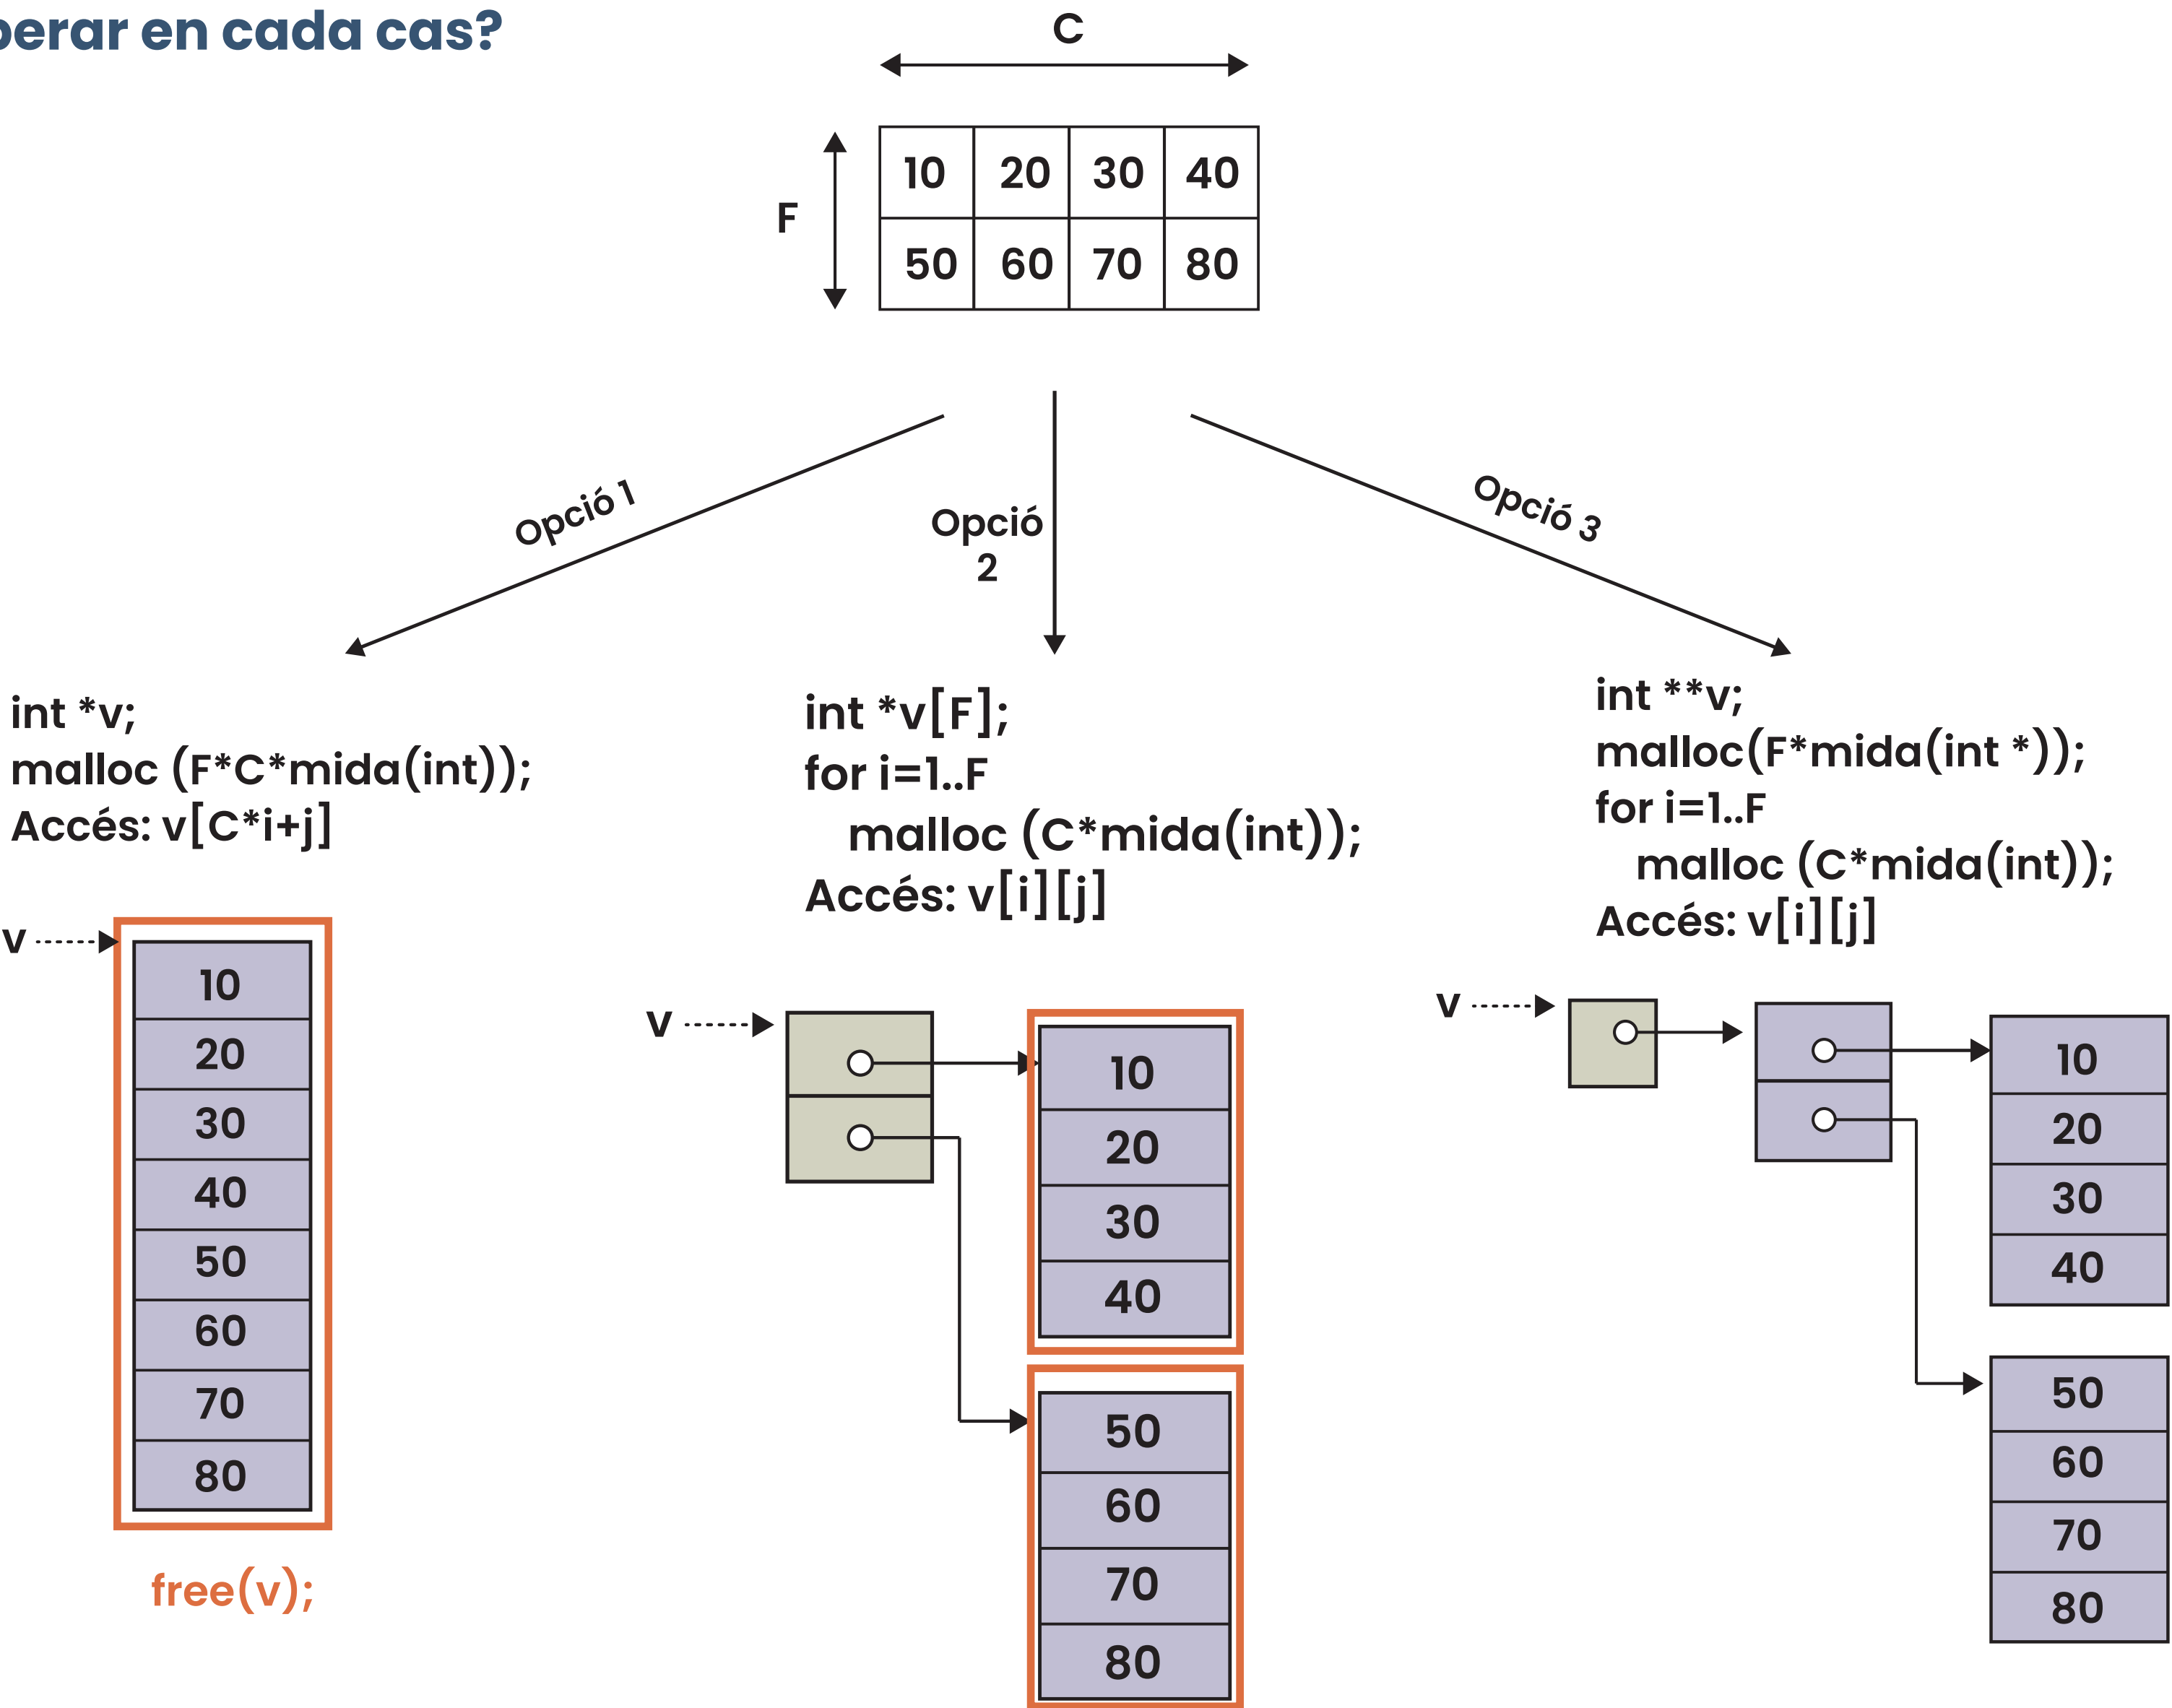 en cada cas?
C
F
10 20 30 40
50 60 70 80
Opció 1
Opció
2
Opció 3
int *v;
malloc (F*C*mida(int));
Accés: v[C*i+j]
v
10
20
30
40
50
60
70
80
free(v);
int *v[F];
for i=1..F
malloc (C*mida(int));
Accés: v[i][j]
v
10
20
30
40
50
60
70
80
int **v;
malloc(F*mida(int *));
for i=1..F
malloc (C*mida(int));
Accés: v[i][j]
v
10
20
30
40
50
60
70
80